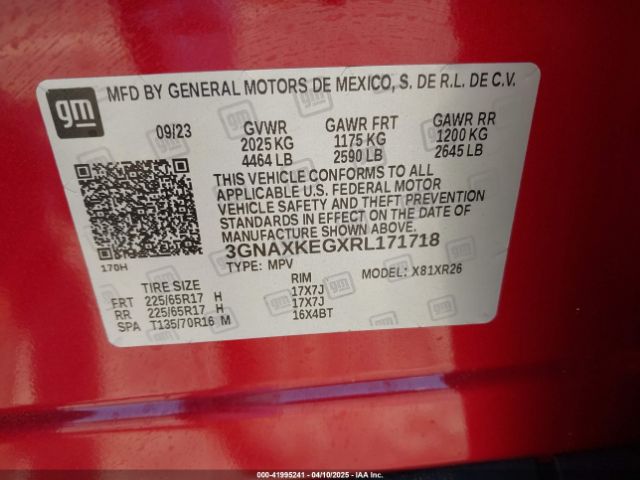 gm
MFD BY GENERAL MOTORS DE MEXICO, S. DE R.L. DE C.V.
09/23 GVWR GAWR FRT GAWR RR
2025 KG 1175 KG 1200 KG
4464 LB 2590 LB 2645 LB
THIS VEHICLE CONFORMS TO ALL
APPLICABLE U.S. FEDERAL MOTOR
VEHICLE SAFETY AND THEFT PREVENTION
STANDARDS IN EFFECT ON THE DATE OF
MANUFACTURE SHOWN ABOVE.
3GNAXKEGXRL171718
170H TYPE: MPV MODEL: X81XR26
TIRE SIZE RIM
FRT 225/65R17 H 17X7J
RR 225/65R17 H 17X7J
SPA T135/70R16 M 16X4BT
000-41995241 - 04/10/2025 - IAA Inc.